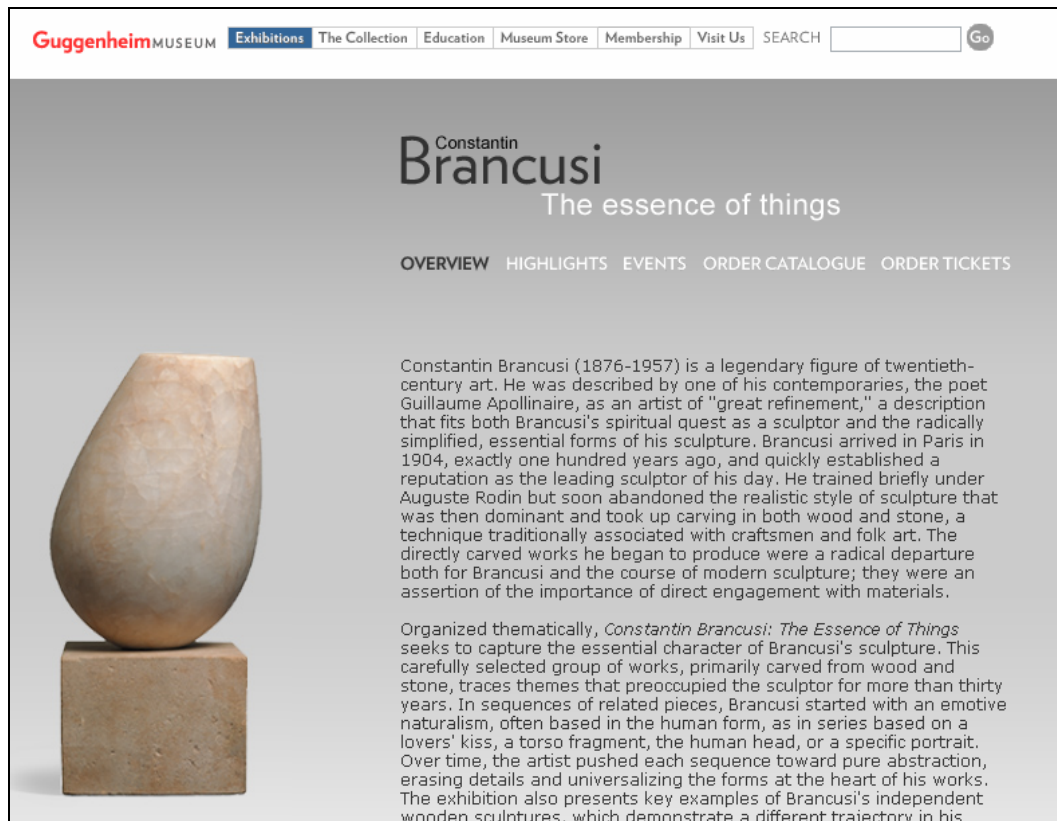 GuggenheimMUSEUM Exhibitions The Collection Education Museum Store Membership Visit Us SEARCH Go
Constantin
Brancusi
The essence of things
OVERVIEW HIGHLIGHTS EVENTS ORDER CATALOGUE ORDER TICKETS
Constantin Brancusi (1876-1957) is a legendary figure of twentieth-
century art. He was described by one of his contemporaries, the poet
Guillaume Apollinaire, as an artist of "great refinement," a description
that fits both Brancusi's spiritual quest as a sculptor and the radically
simplified, essential forms of his sculpture. Brancusi arrived in Paris in
1904, exactly one hundred years ago, and quickly established a
reputation as the leading sculptor of his day. He trained briefly under
Auguste Rodin but soon abandoned the realistic style of sculpture that
was then dominant and took up carving in both wood and stone, a
technique traditionally associated with craftsmen and folk art. The
directly carved works he began to produce were a radical departure
both for Brancusi and the course of modern sculpture; they were an
assertion of the importance of direct engagement with materials.
Organized thematically, Constantin Brancusi: The Essence of Things
seeks to capture the essential character of Brancusi's sculpture. This
carefully selected group of works, primarily carved from wood and
stone, traces themes that preoccupied the sculptor for more than thirty
years. In sequences of related pieces, Brancusi started with an emotive
naturalism, often based in the human form, as in series based on a
lovers' kiss, a torso fragment, the human head, or a specific portrait.
Over time, the artist pushed each sequence toward pure abstraction,
erasing details and universalizing the forms at the heart of his works.
The exhibition also presents key examples of Brancusi's independent
wooden sculptures, which demonstrate a different trajectory in his